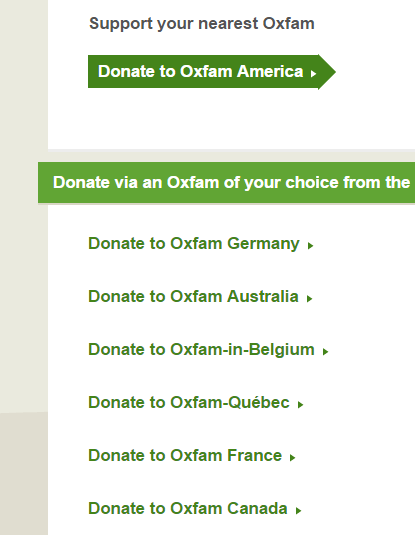 Support your nearest Oxfam
Donate to Oxfam America
Donate via an Oxfam of your choice from the
Donate to Oxfam Germany
Donate to Oxfam Australia
Donate to Oxfam-in-Belgium
Donate to Oxfam-Québec
Donate to Oxfam France
Donate to Oxfam Canada